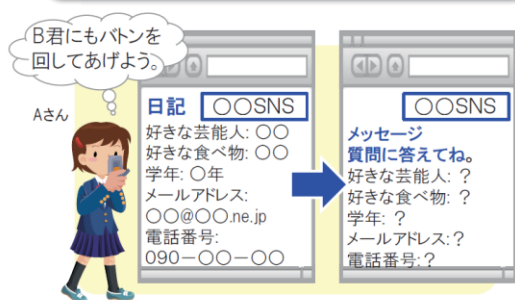 B君にもバトンを
回してあげよう。
Aさん
日記 ○○SNS
好きな芸能人:○○
好きな食べ物:○○
学年:○年
メールアドレス:
○○@○○.ne.jp
電話番号:
090－○○－○○
○○SNS
メッセージ
質問に答えてね。
好きな芸能人:?
好きな食べ物:?
学年:?
メールアドレス:?
電話番号:?